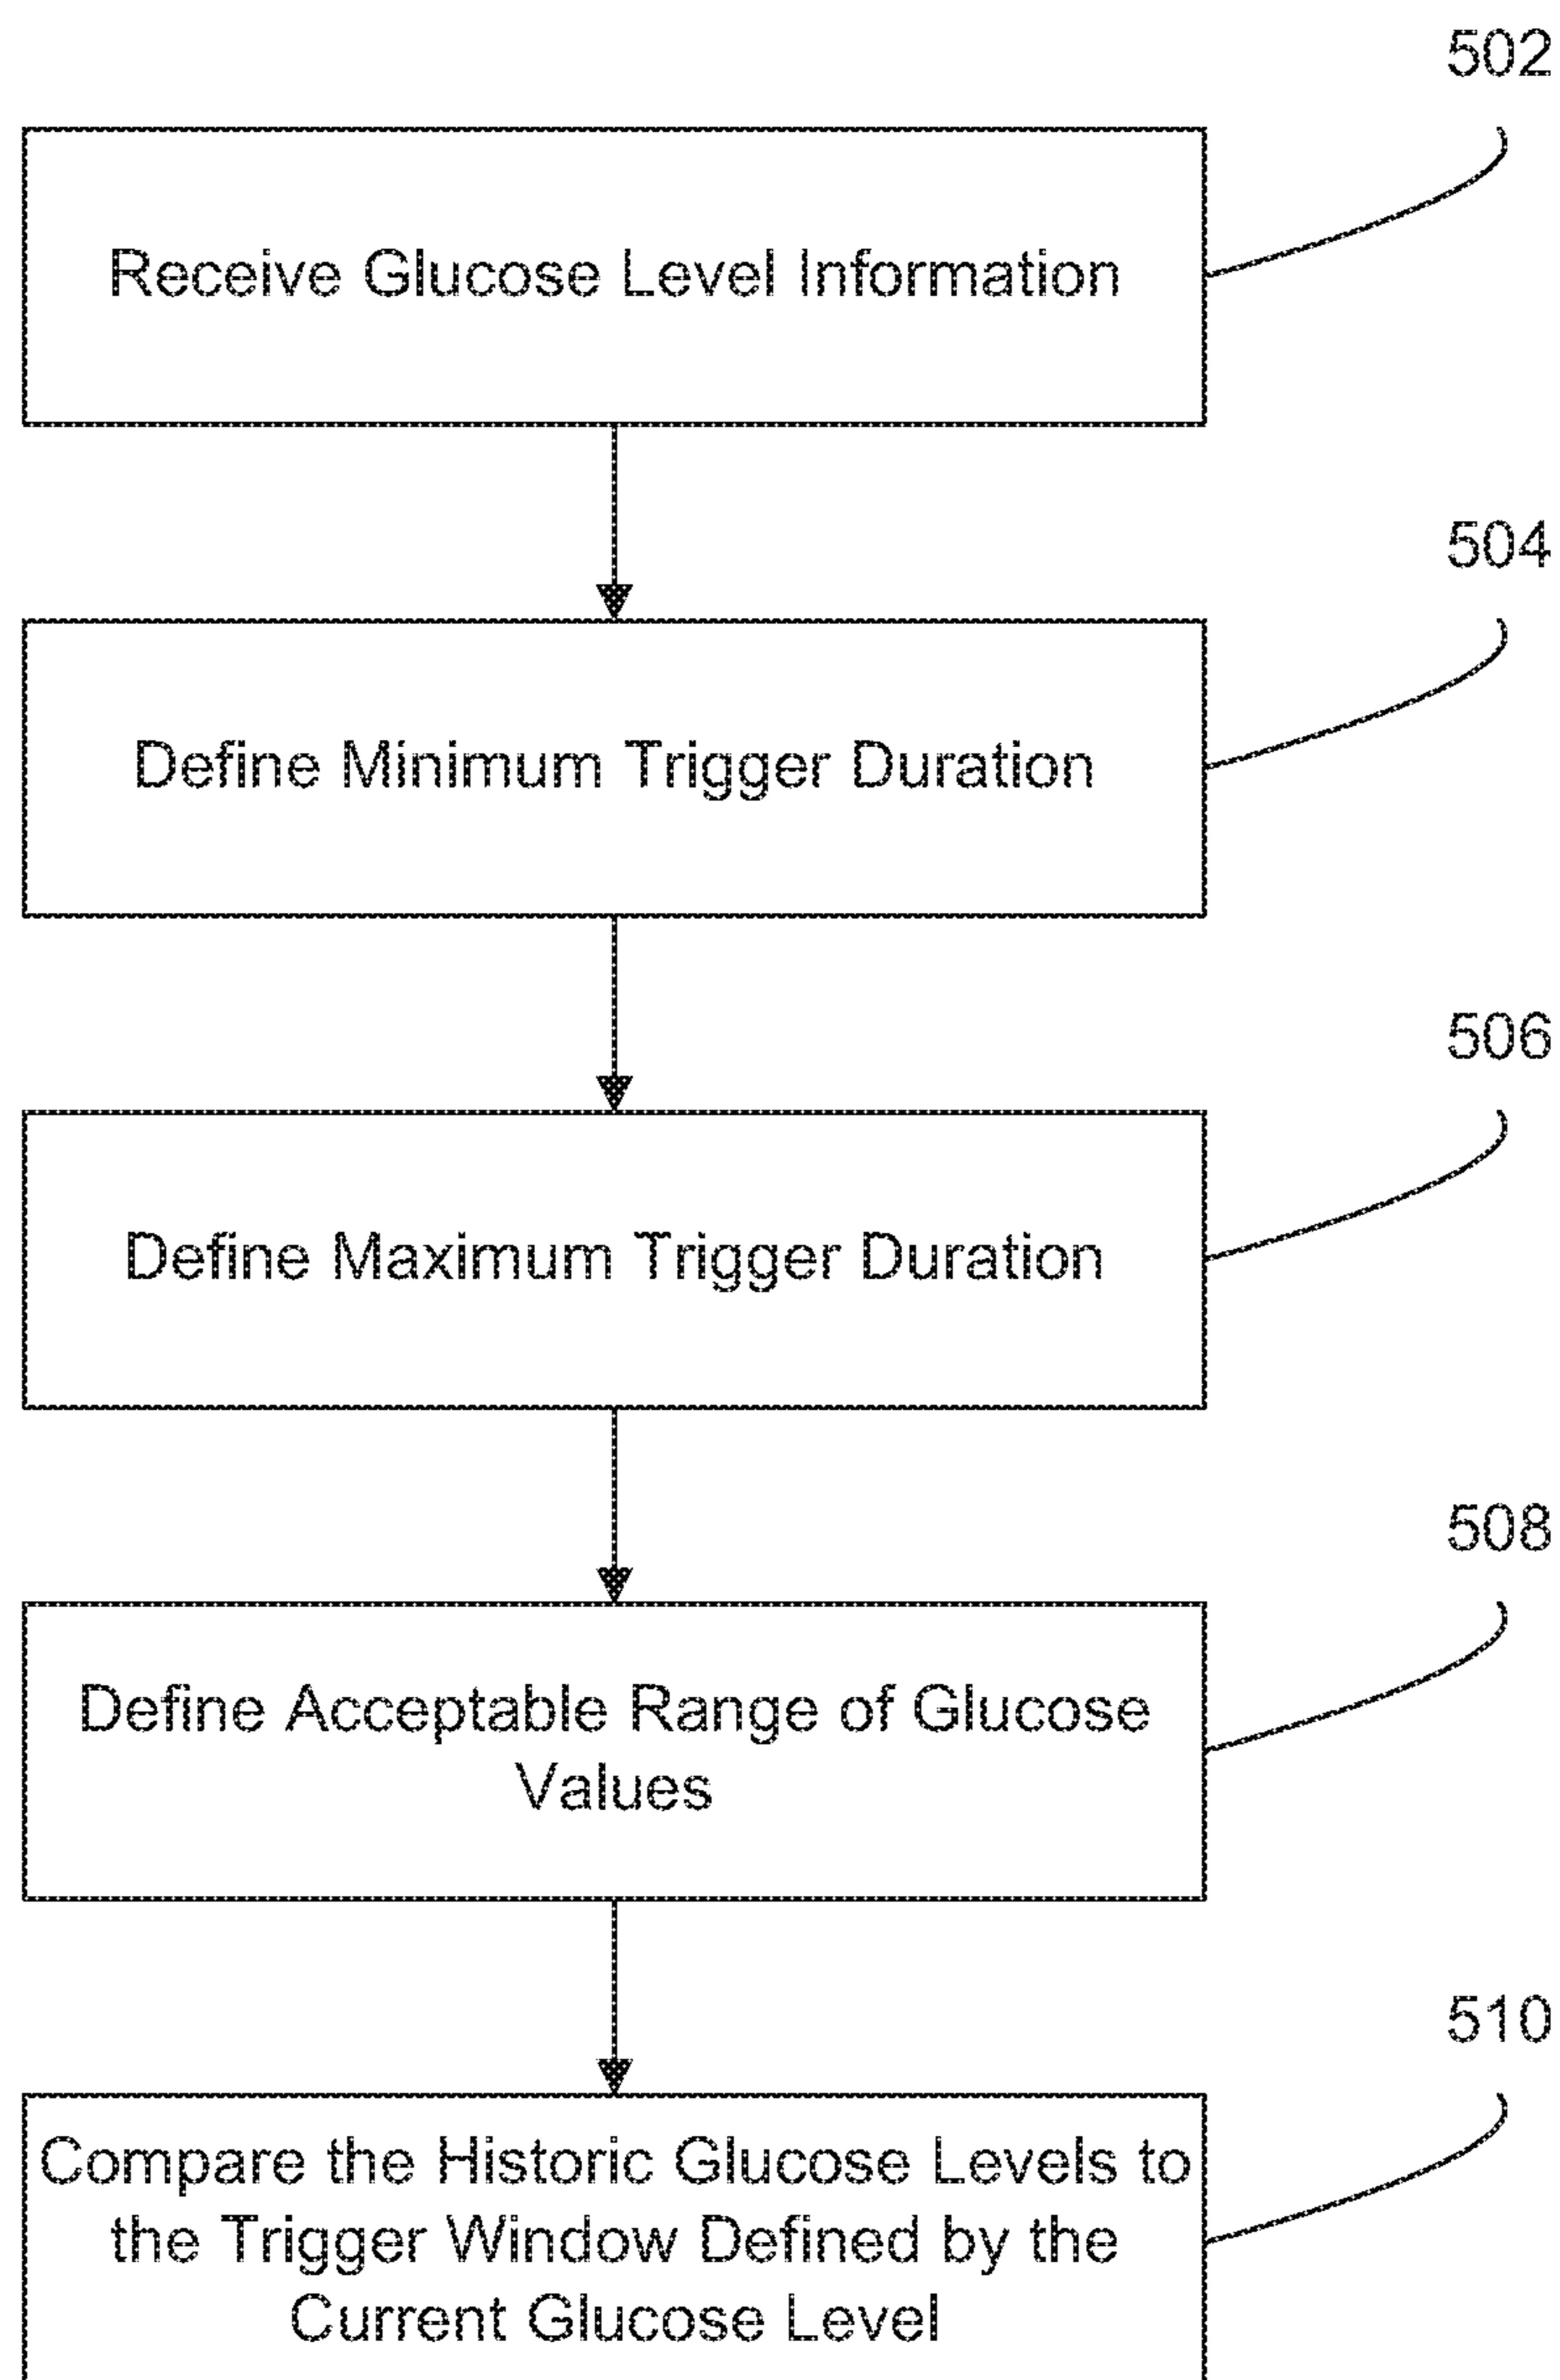 502
Receive Glucose Level Information
504
Define Minimum Trigger Duration
506
Define Maximum Trigger Duration
508
Define Acceptable Range of Glucose
Values
510
Compare the Historic Glucose Levels to
the Trigger Window Defined by the
Current Glucose Level